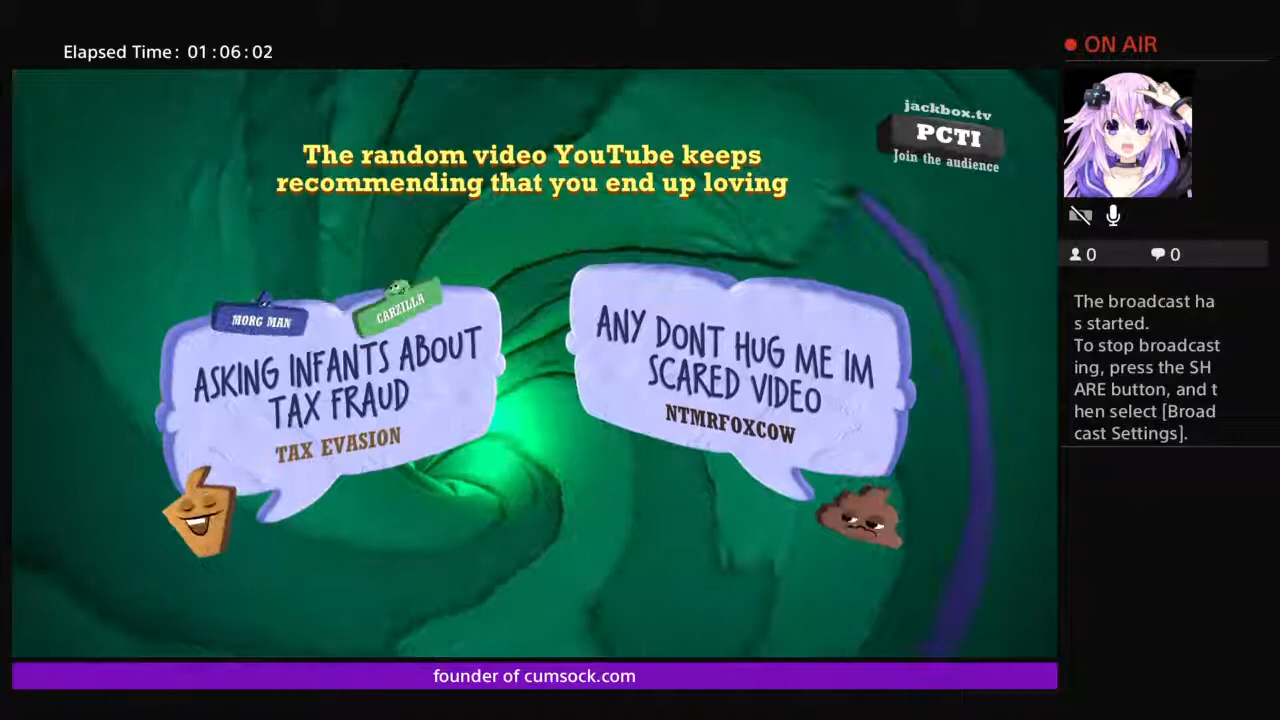 Elapsed Time: 01:06:02
ON AIR
jackbox.tv
PCTI
Join the audience
The random video YouTube keeps
recommending that you end up loving
MORG MAN
CARZILLA
ASKING INFANTS ABOUT
TAX FRAUD
TAX EVASION
ANY DONT HUG ME IM
SCARED VIDEO
NTMRFOXCOW
0
0
The broadcast ha
s started.
To stop broadcast
ing, press the SH
ARE button, and t
hen select [Broad
cast Settings].
founder of cumsock.com